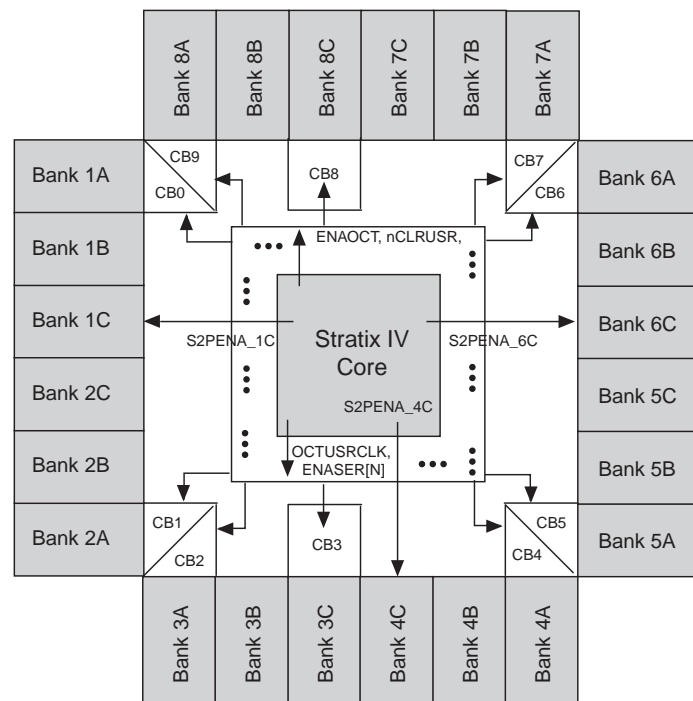 Bank 8A
Bank 8B
Bank 8C
Bank 7C
Bank 7B
Bank 7A
Bank 1A
CB9
CB0
CB8
CB7
CB6
Bank 6A
Bank 1B
ENAOCT, nCLRUSR,
Bank 6B
Bank 1C
S2PENA_1C
Stratix IV
Core
S2PENA_6C
Bank 6C
Bank 2C
S2PENA_4C
Bank 5C
Bank 2B
OCTUSRCLK,
ENASER[N]
Bank 5B
Bank 2A
CB1
CB2
CB3
CB5
CB4
Bank 5A
Bank 3A
Bank 3B
Bank 3C
Bank 4C
Bank 4B
Bank 4A